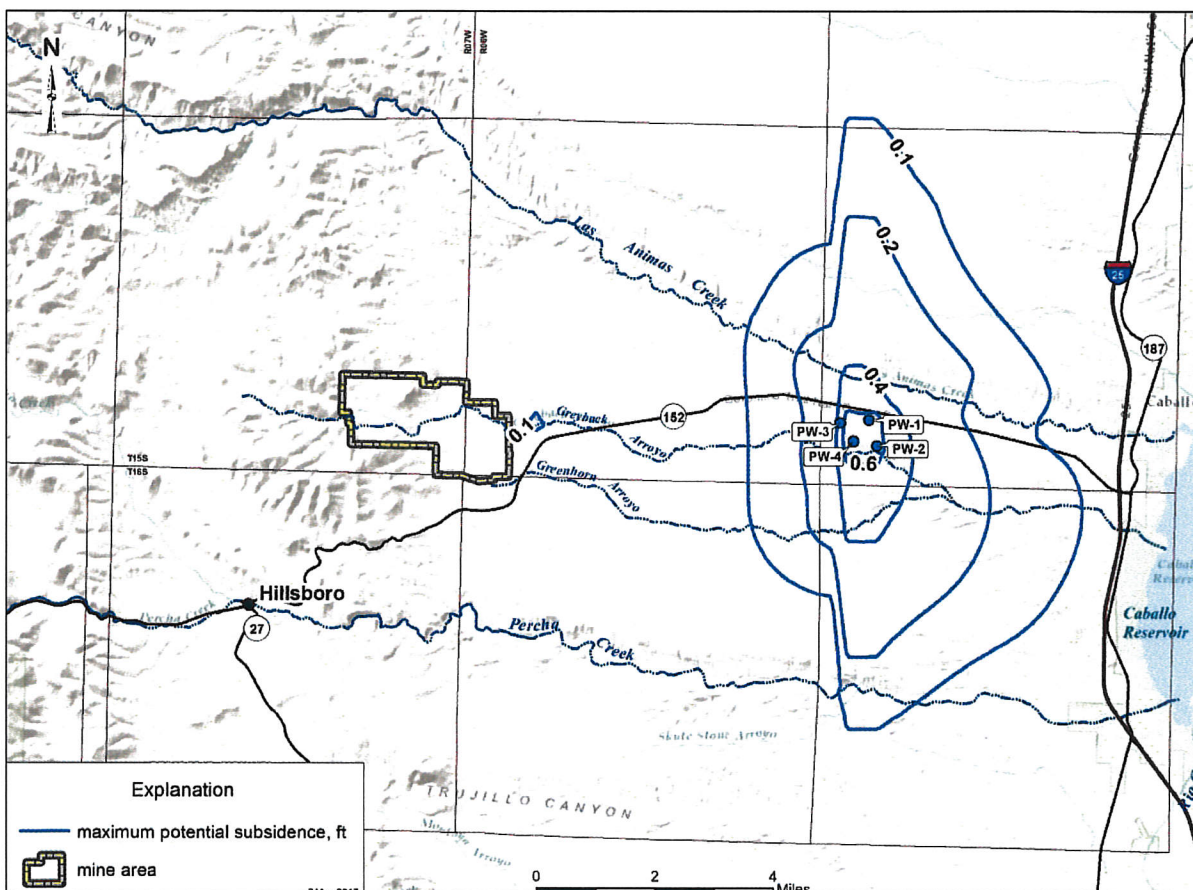 CANYON
N
R07W
R06W
0.1
0.2
Las Animas Creek
25
187
0.4
Animas Creek
152
Greyback
Arroyo
0.1
PW-3
PW-1
PW-4
PW-2
0.6
T15S
T16S
Greenhorn Arroyo
Hillsboro
Percha Creek
27
Percha
Creek
Caballo
Reservoir
Skute Stone Arroyo
TRUJILLO CANYON
Arroyo
Explanation
maximum potential subsidence, ft
mine area
0
2
4
Miles